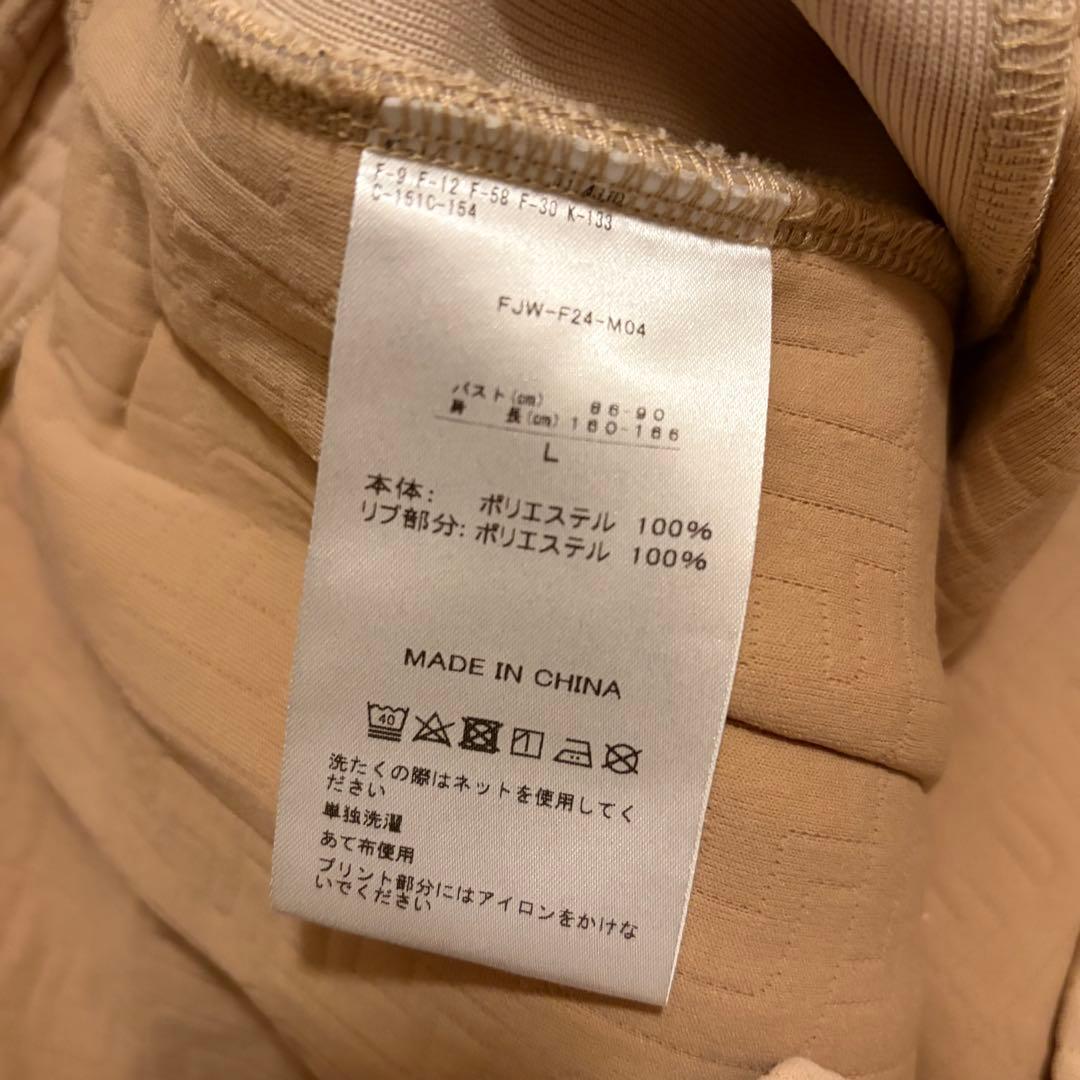 F-9 F-12 F-58 F-30 K-133
C-151C-154
FJW-F24-M04
バスト(cm) 86-90
身 長(cm) 160-166
L
本体: ポリエステル 100%
リブ部分: ポリエステル 100%
MADE IN CHINA
40
洗たくの際はネットを使用してく
ださい
単独洗濯
あて布使用
プリント部分にはアイロンをかけな
いでください